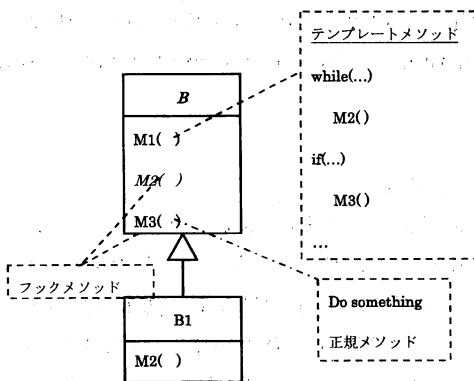 テンプレートメソッド
while(...)
M2()
if(...)
M3()
...
B
M1( )
M2( )
M3( )
フックメソッド
Do something
正規メソッド
B1
M2( )